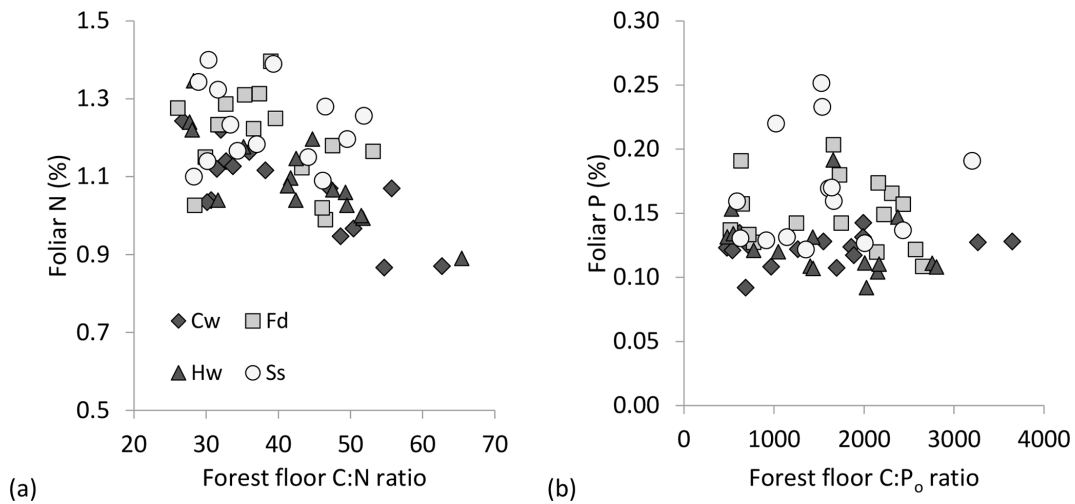 1.5
1.3
1.1
0.9
0.7
0.5
Foliar N (%)
Cw
Fd
Hw
Ss
20 30 40 50 60 70
Forest floor C:N ratio
(a)
0.30
0.25
0.20
0.15
0.10
0.05
0.00
Foliar P (%)
0 1000 2000 3000 4000
Forest floor C:Pₒ ratio
(b)